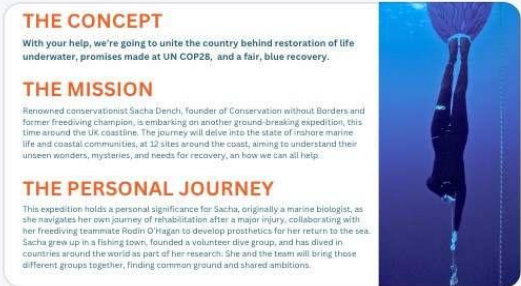 THE CONCEPT
With your help, we're going to unite the country behind restoration of life
underwater, promises made at UN COP28, and a fair, blue recovery.
THE MISSION
Renowned conservationist Sacha Dench, founder of Conservation without Borders and
former freediving champion, is embarking on another ground-breaking expedition, this
time around the UK coastline. The journey will delve into the state of inshore marine
life and coastal communities, at 12 sites around the coast, aiming to understand their
unseen wonders, mysteries, and needs for recovery, an how we can all help.
THE PERSONAL JOURNEY
This expedition holds a personal significance for Sacha, originally a marine biologist, as
she navigates her own journey of rehabilitation after a major injury, collaborating with
her freediving teammate Rodin O'Hagan to develop prosthetics for her return to the sea.
Sacha grew up in a fishing town, founded a volunteer dive group, and has dived in
countries around the world as part of her research. She and the team will bring those
different groups together, finding common ground and shared ambitions.